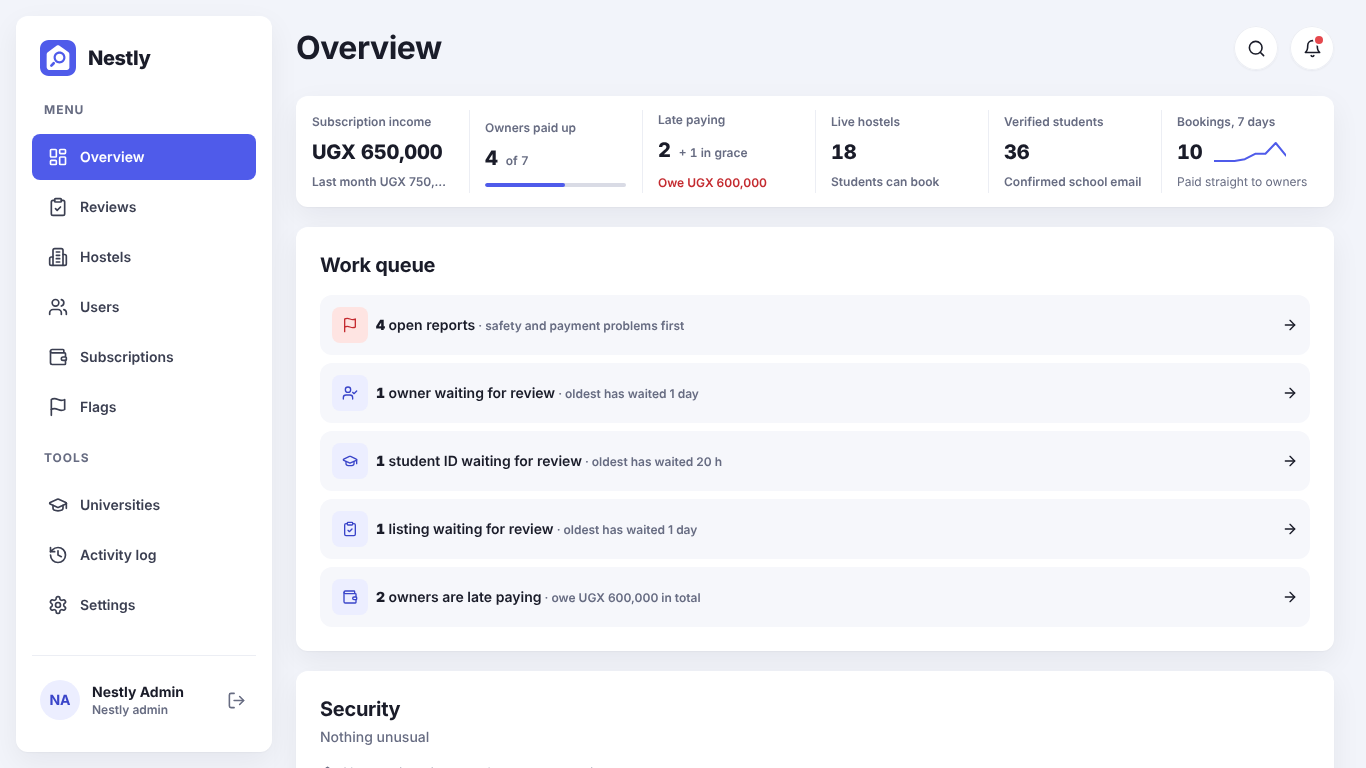 Nestly
MENU
Overview
Reviews
Hostels
Users
Subscriptions
Flags
TOOLS
Universities
Activity log
Settings
NA
Nestly Admin
Nestly admin
Overview
Subscription income
UGX 650,000
Last month UGX 750,...
Owners paid up
4 of 7
Late paying
2 + 1 in grace
Owe UGX 600,000
Live hostels
18
Students can book
Verified students
36
Confirmed school email
Bookings, 7 days
10
Paid straight to owners
Work queue
4 open reports · safety and payment problems first
1 owner waiting for review · oldest has waited 1 day
1 student ID waiting for review · oldest has waited 20 h
1 listing waiting for review · oldest has waited 1 day
2 owners are late paying · owe UGX 600,000 in total
Security
Nothing unusual